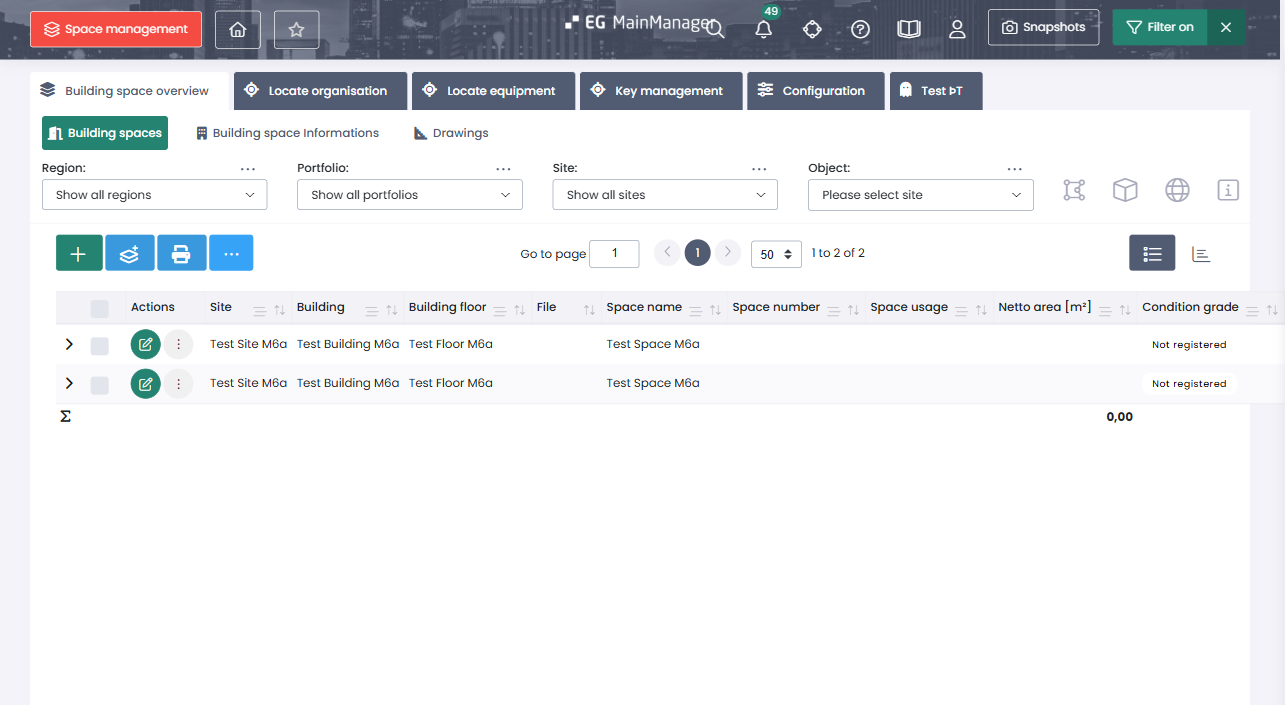 Space management
EG MainManager
49
Snapshots
Filter on
Building space overview
Locate organisation
Locate equipment
Key management
Configuration
Test ÞT
Building spaces
Building space Informations
Drawings
Region:
Portfolio:
Site:
Object:
Show all regions
Show all portfolios
Show all sites
Please select site
Go to page 1
1
50
1 to 2 of 2
Actions Site Building Building floor File Space name Space number Space usage Netto area [m²] Condition grade
Test Site M6a Test Building M6a Test Floor M6a Test Space M6a Not registered
Test Site M6a Test Building M6a Test Floor M6a Test Space M6a Not registered
Σ 0,00